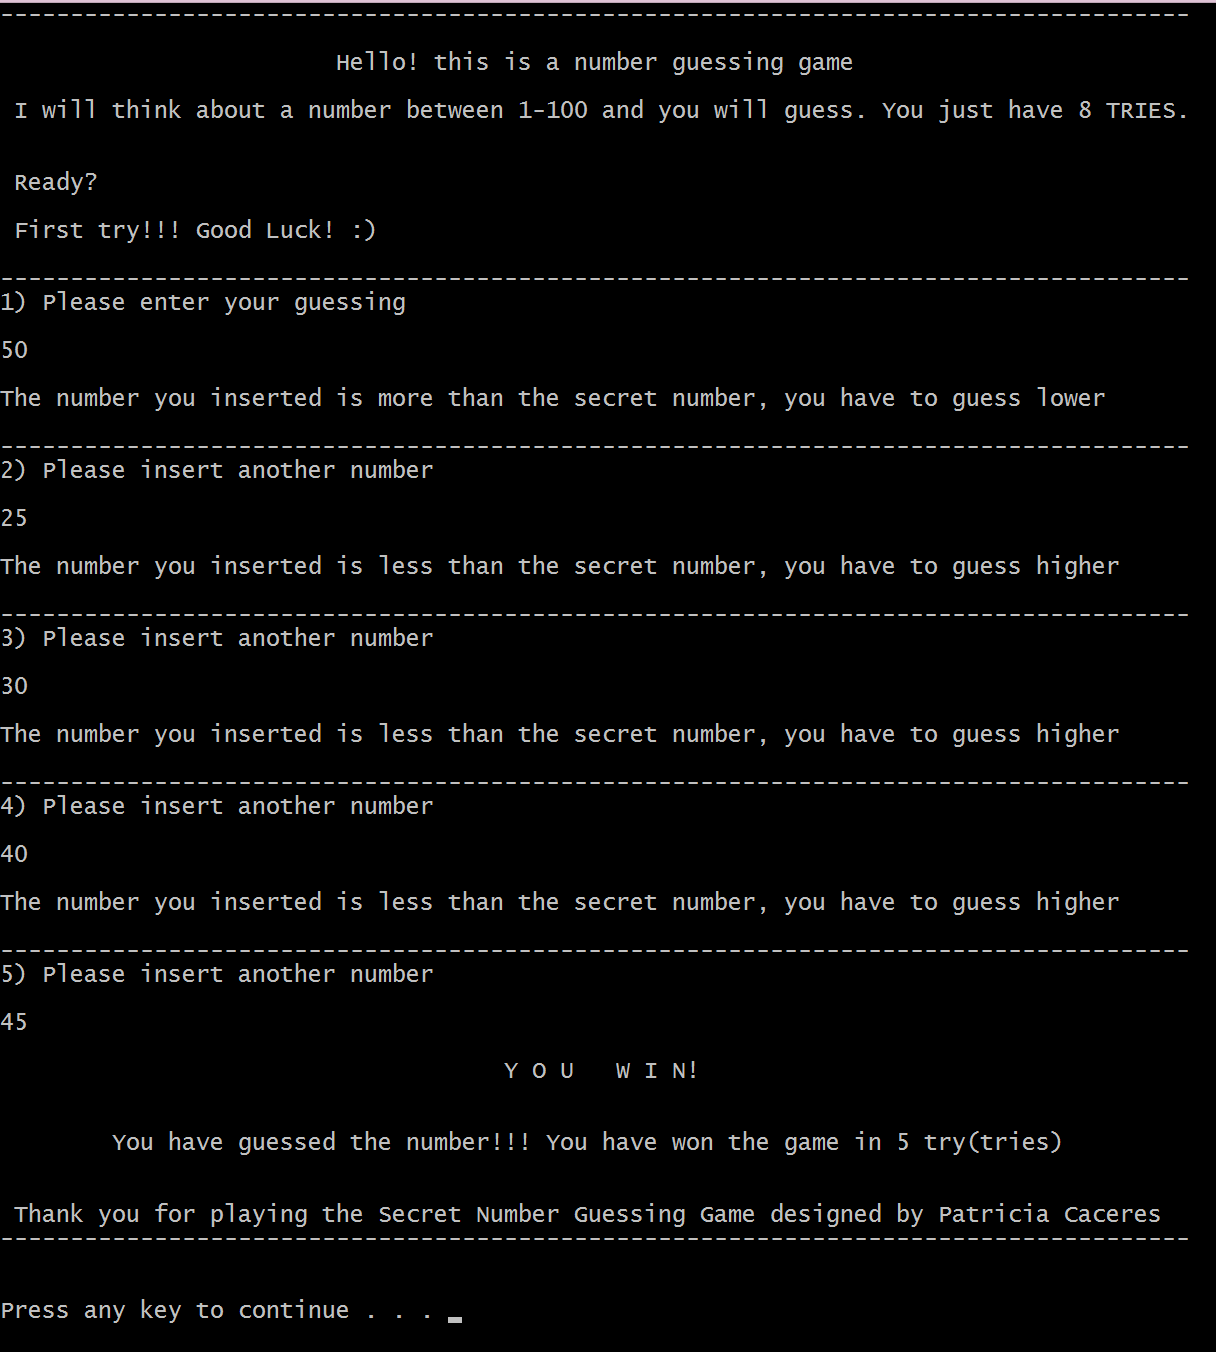 -------------------------------------------------------------------------------------
Hello! this is a number guessing game
I will think about a number between 1-100 and you will guess. You just have 8 TRIES.
Ready?
First try!!! Good Luck! :)
-------------------------------------------------------------------------------------
1) Please enter your guessing
50
The number you inserted is more than the secret number, you have to guess lower
-------------------------------------------------------------------------------------
2) Please insert another number
25
The number you inserted is less than the secret number, you have to guess higher
-------------------------------------------------------------------------------------
3) Please insert another number
30
The number you inserted is less than the secret number, you have to guess higher
-------------------------------------------------------------------------------------
4) Please insert another number
40
The number you inserted is less than the secret number, you have to guess higher
-------------------------------------------------------------------------------------
5) Please insert another number
45
Y O U   W I N!
You have guessed the number!!! You have won the game in 5 try(tries)
Thank you for playing the Secret Number Guessing Game designed by Patricia Caceres
-------------------------------------------------------------------------------------
Press any key to continue . . .